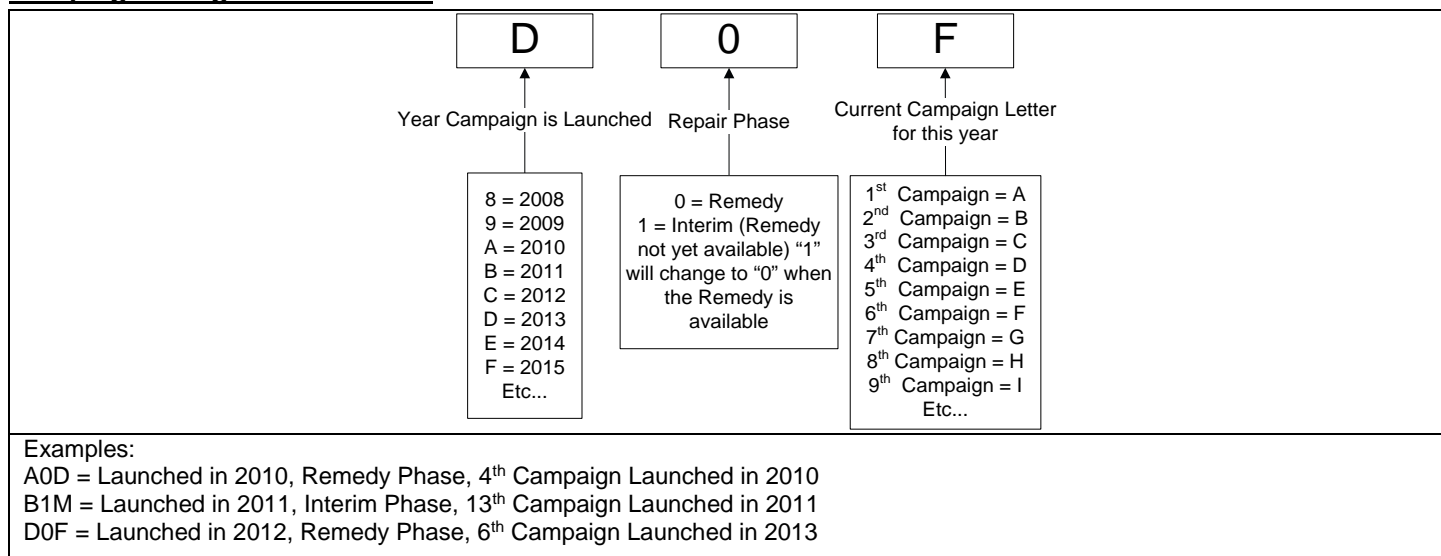 D 0 F
Year Campaign is Launched
Repair Phase
Current Campaign Letter
for this year
8 = 2008
9 = 2009
A = 2010
B = 2011
C = 2012
D = 2013
E = 2014
F = 2015
Etc...
0 = Remedy
1 = Interim (Remedy
not yet available) “1”
will change to “0” when
the Remedy is
available
1st Campaign = A
2nd Campaign = B
3rd Campaign = C
4th Campaign = D
5th Campaign = E
6th Campaign = F
7th Campaign = G
8th Campaign = H
9th Campaign = I
Etc...
Examples:
A0D = Launched in 2010, Remedy Phase, 4th Campaign Launched in 2010
B1M = Launched in 2011, Interim Phase, 13th Campaign Launched in 2011
D0F = Launched in 2012, Remedy Phase, 6th Campaign Launched in 2013